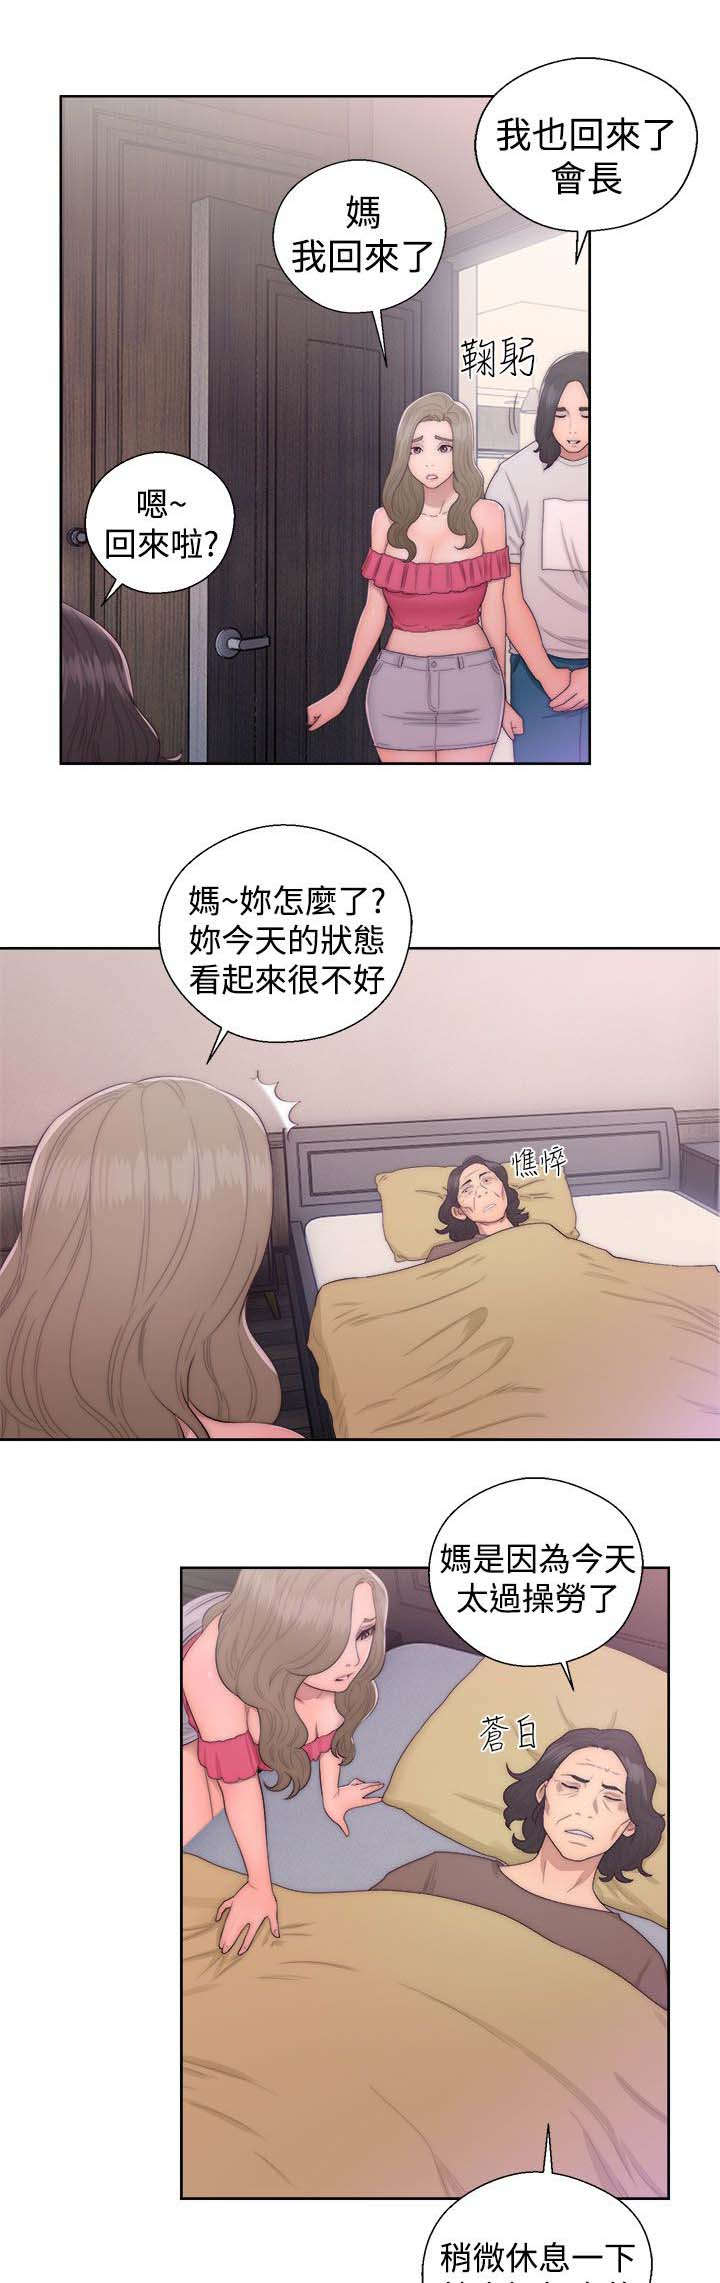 我也回來了
會長
媽
我回來了
鞠躬
嗯~
回來啦?
媽~妳怎麼了?
妳今天的狀態
看起來很不好
憔悴
媽是因為今天
太過操勞了
蒼白
稍微休息一下